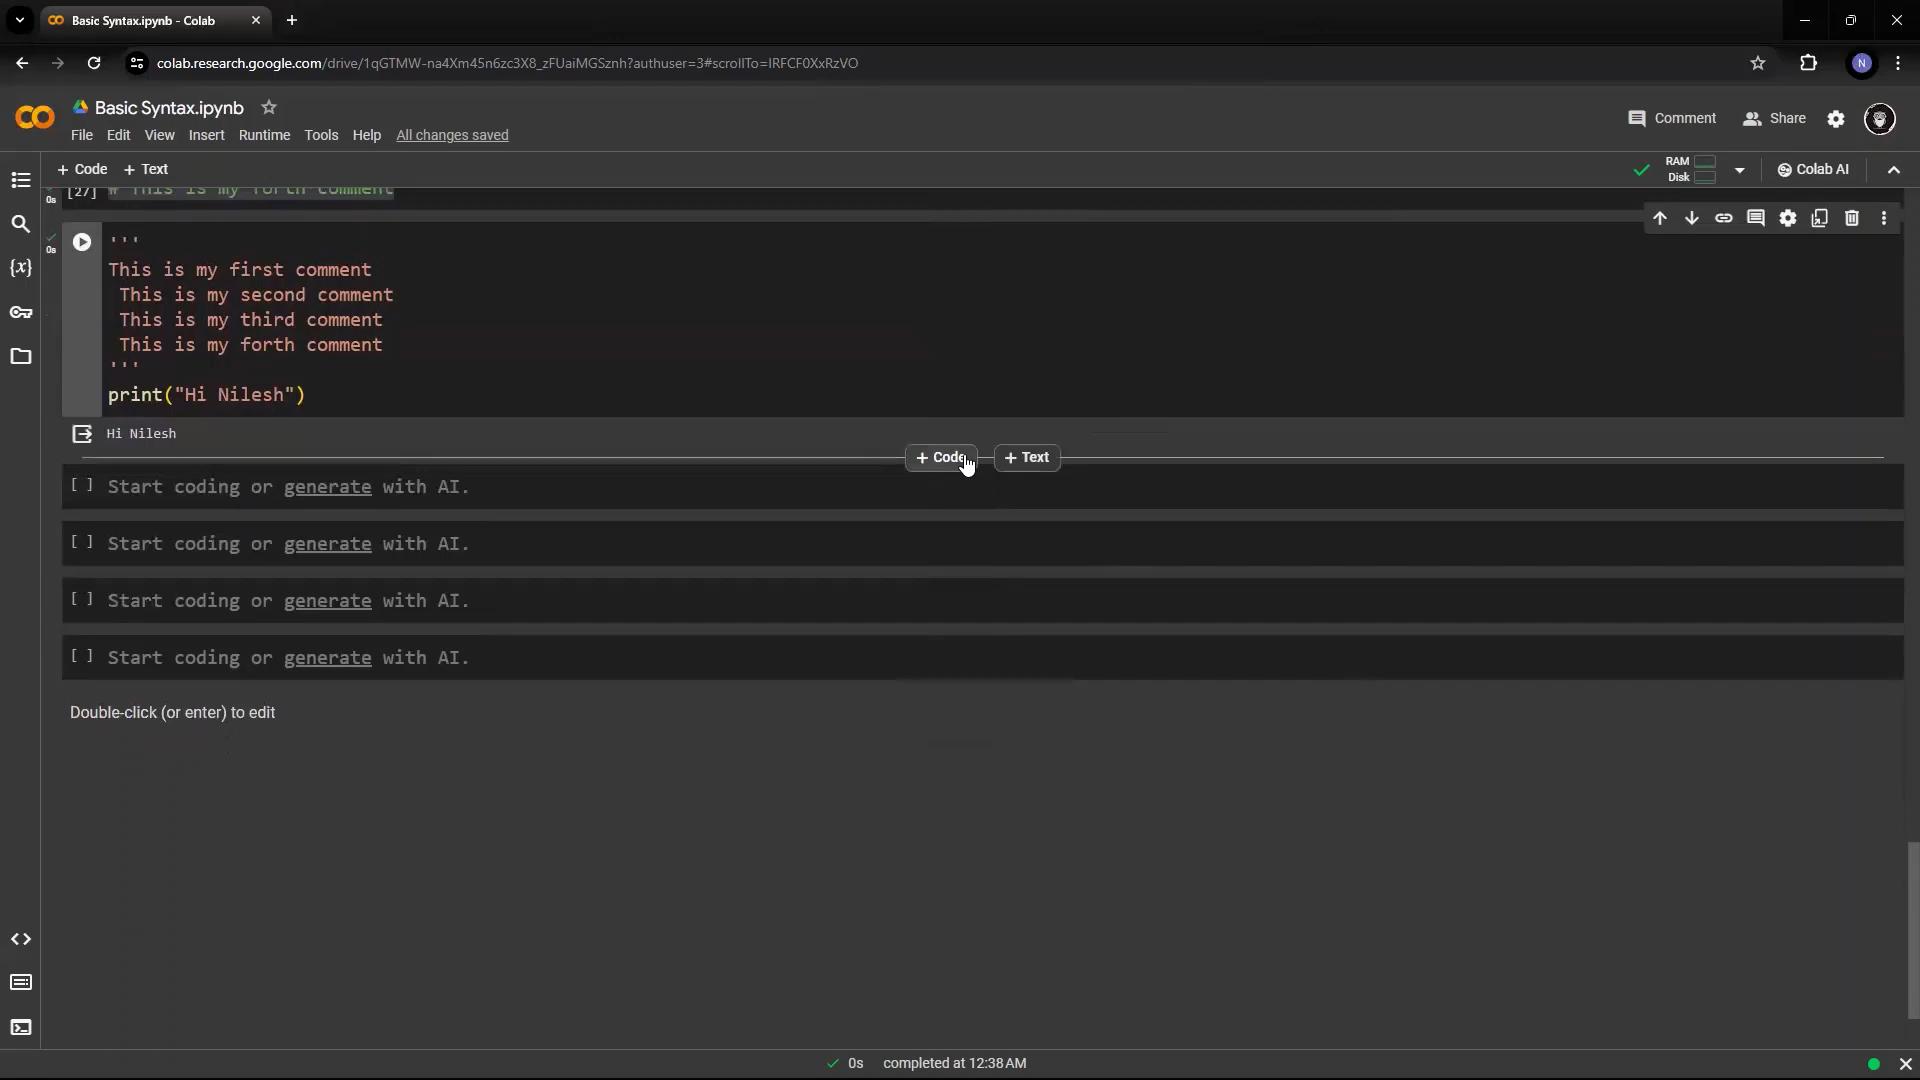 Basic Syntax.ipynb - Colab
colab.research.google.com/drive/1qGTMW-na4Xm45n6zc3X8_zFUaiMGSznh?authuser=3#scrollTo=IRFCF0XxRzVO
N
Basic Syntax.ipynb
Comment
Share
File Edit View Insert Runtime Tools Help All changes saved
+ Code + Text
RAM
Disk
Colab AI
[27] # This is my forth comment
0s
0s
'''
This is my first comment
This is my second comment
This is my third comment
This is my forth comment
'''
print("Hi Nilesh")
Hi Nilesh
+ Code + Text
[ ] Start coding or generate with AI.
[ ] Start coding or generate with AI.
[ ] Start coding or generate with AI.
[ ] Start coding or generate with AI.
Double-click (or enter) to edit
0s completed at 12:38 AM